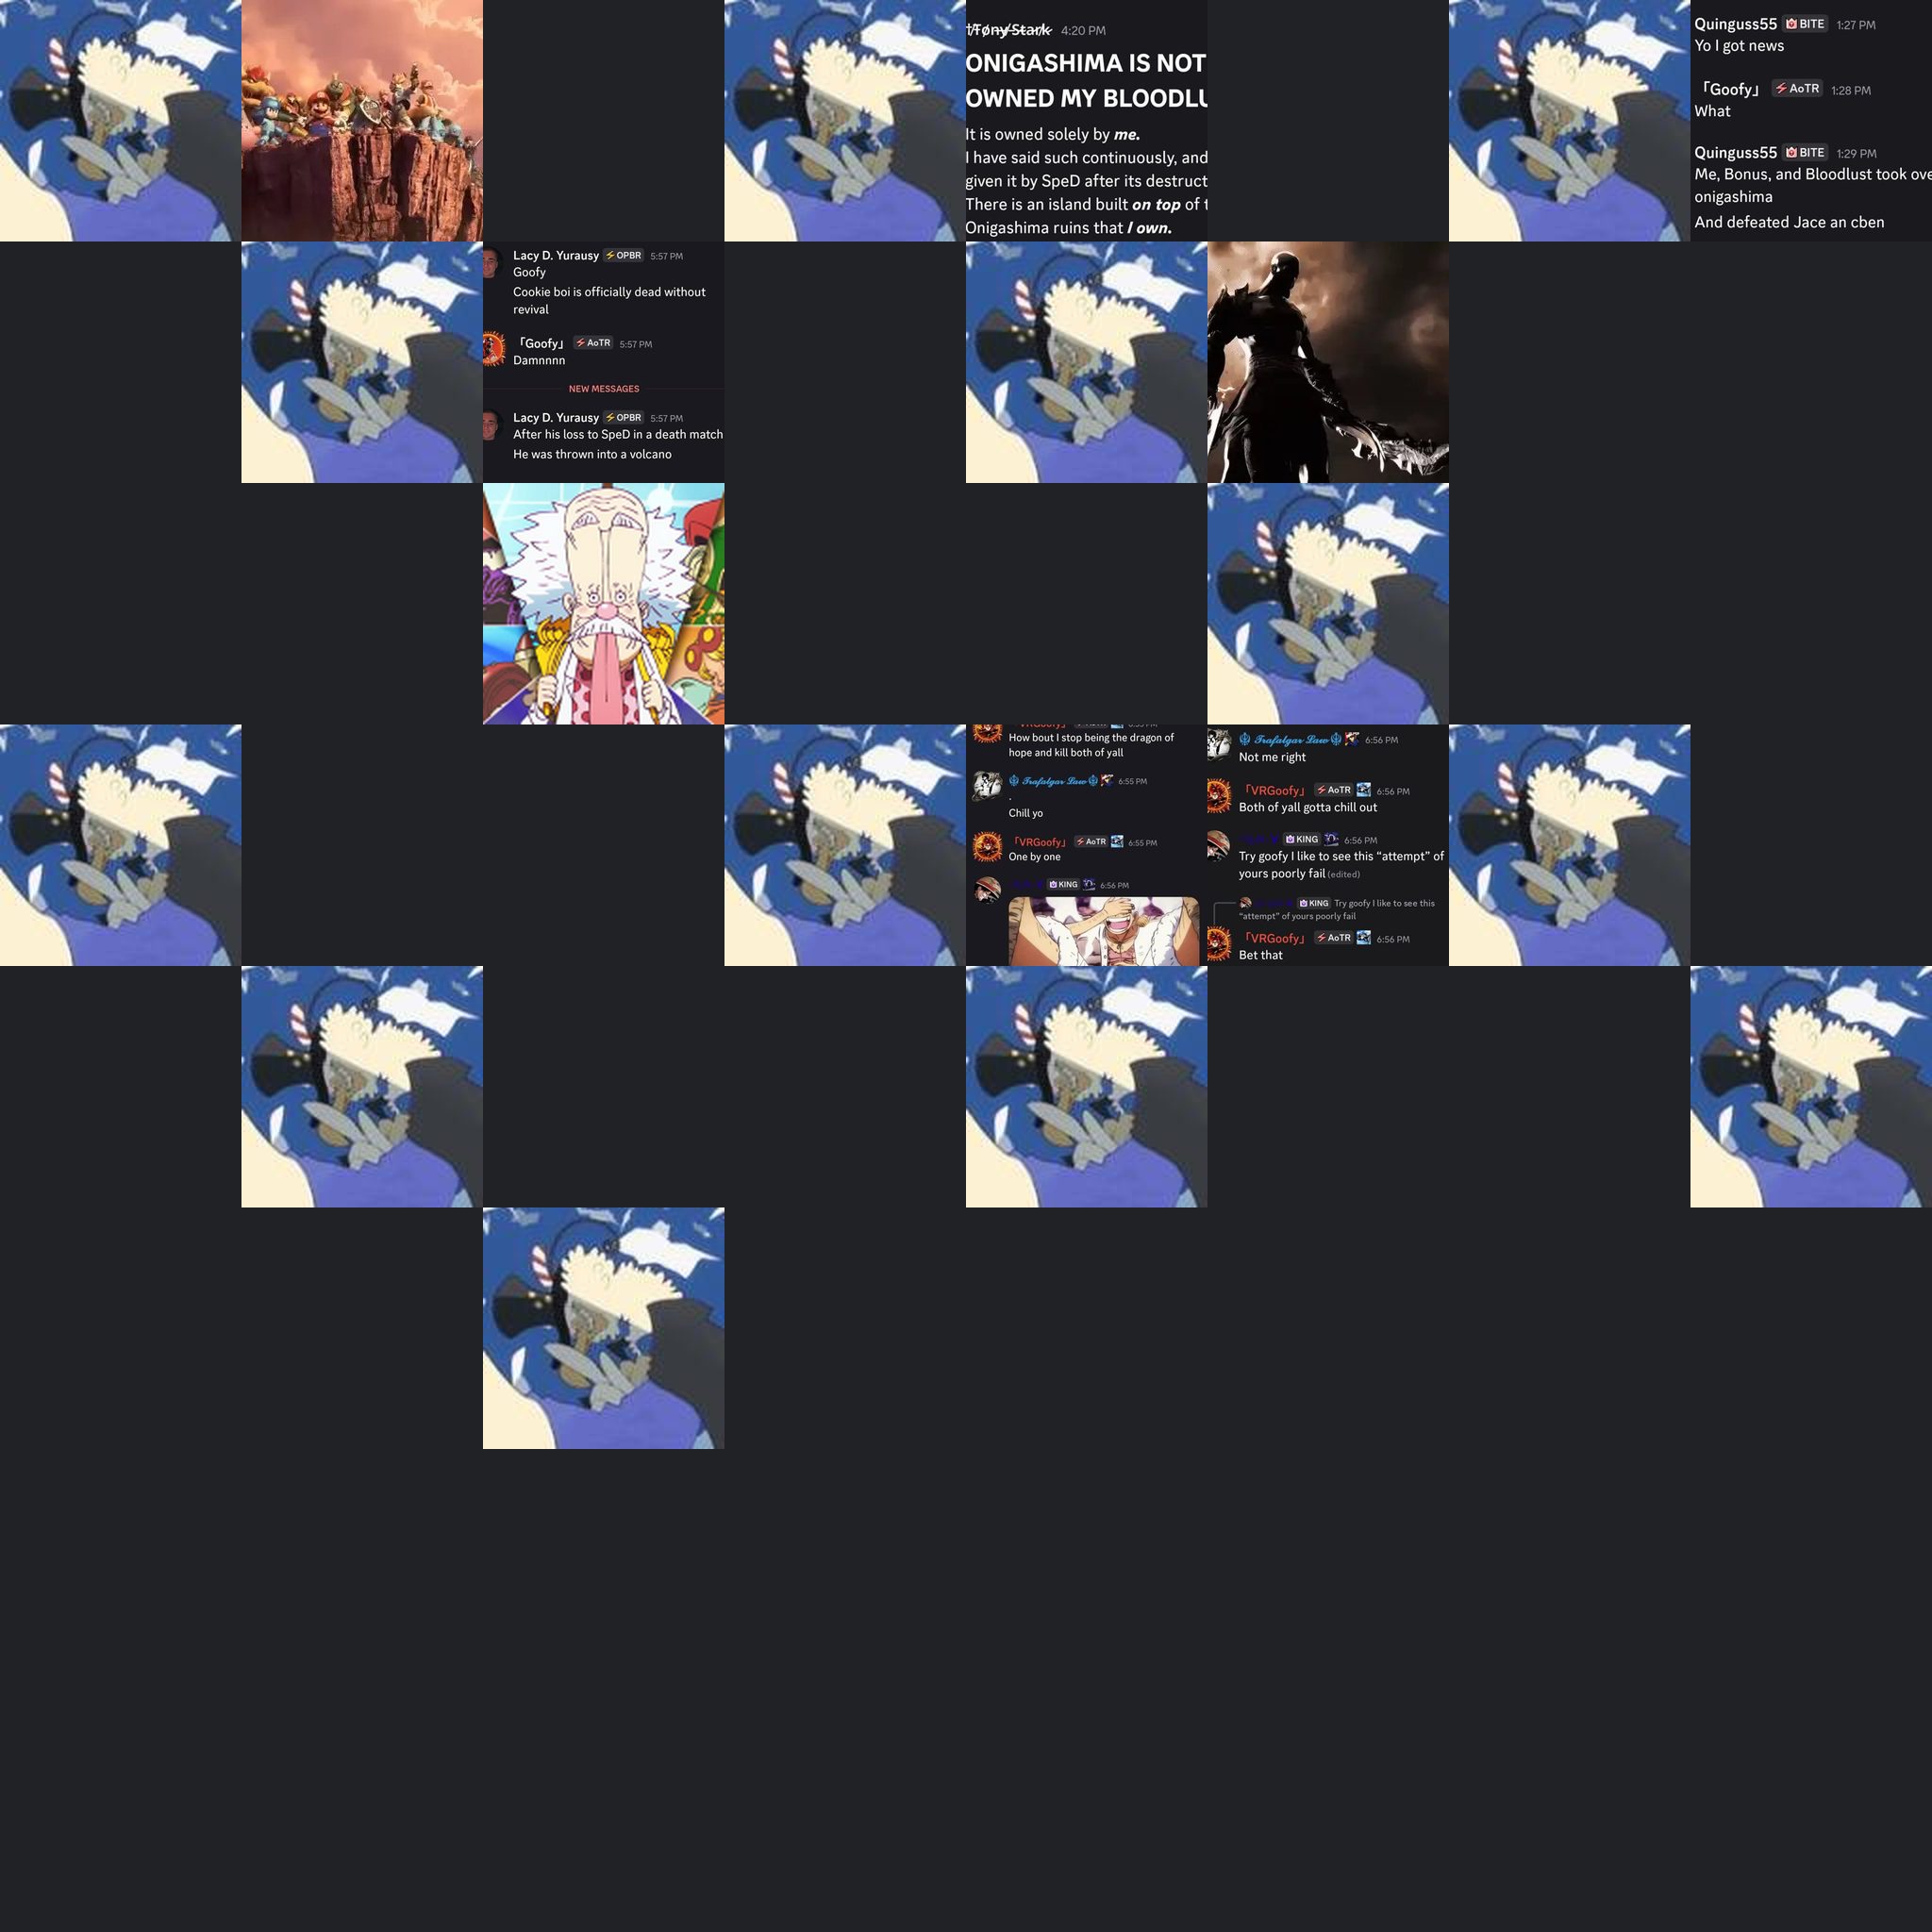 Tony Stark 4:20 PM
ONIGASHIMA IS NOT
OWNED MY
It is owned solely by me.
I have said such continuously, and
given it by SpeD after its
There is an island built on top of
Onigashima ruins that I own.
Quinguss55 BITE 1:27 PM
Yo I got news
「Goofy」 AoTR 1:28 PM
What
Quinguss55 BITE 1:29 PM
Me, Bonus, and Bloodlust took
onigashima
And defeated Jace an cben
Lacy D. Yurausy OPBR 5:57 PM
Goofy
Cookie boi is officially dead without
revival
「Goofy」 AoTR 5:57 PM
Damnnnn
NEW MESSAGES
Lacy D. Yurausy OPBR 5:57 PM
After his loss to SpeD in a death match
He was thrown into a volcano
How bout I stop being the dragon of
hope and kill both of yall
Trafalgar Law 6:55 PM
.
Chill yo
「VRGoofy」 AoTR 6:55 PM
One by one
KING 6:56 PM
Trafalgar Law 6:56 PM
Not me right
「VRGoofy」 AoTR 6:56 PM
Both of yall gotta chill out
KING 6:56 PM
Try goofy I like to see this “attempt” of
yours poorly fail (edited)
KING Try goofy I like to see this
“attempt” of yours poorly fail
「VRGoofy」 AoTR 6:56 PM
Bet that